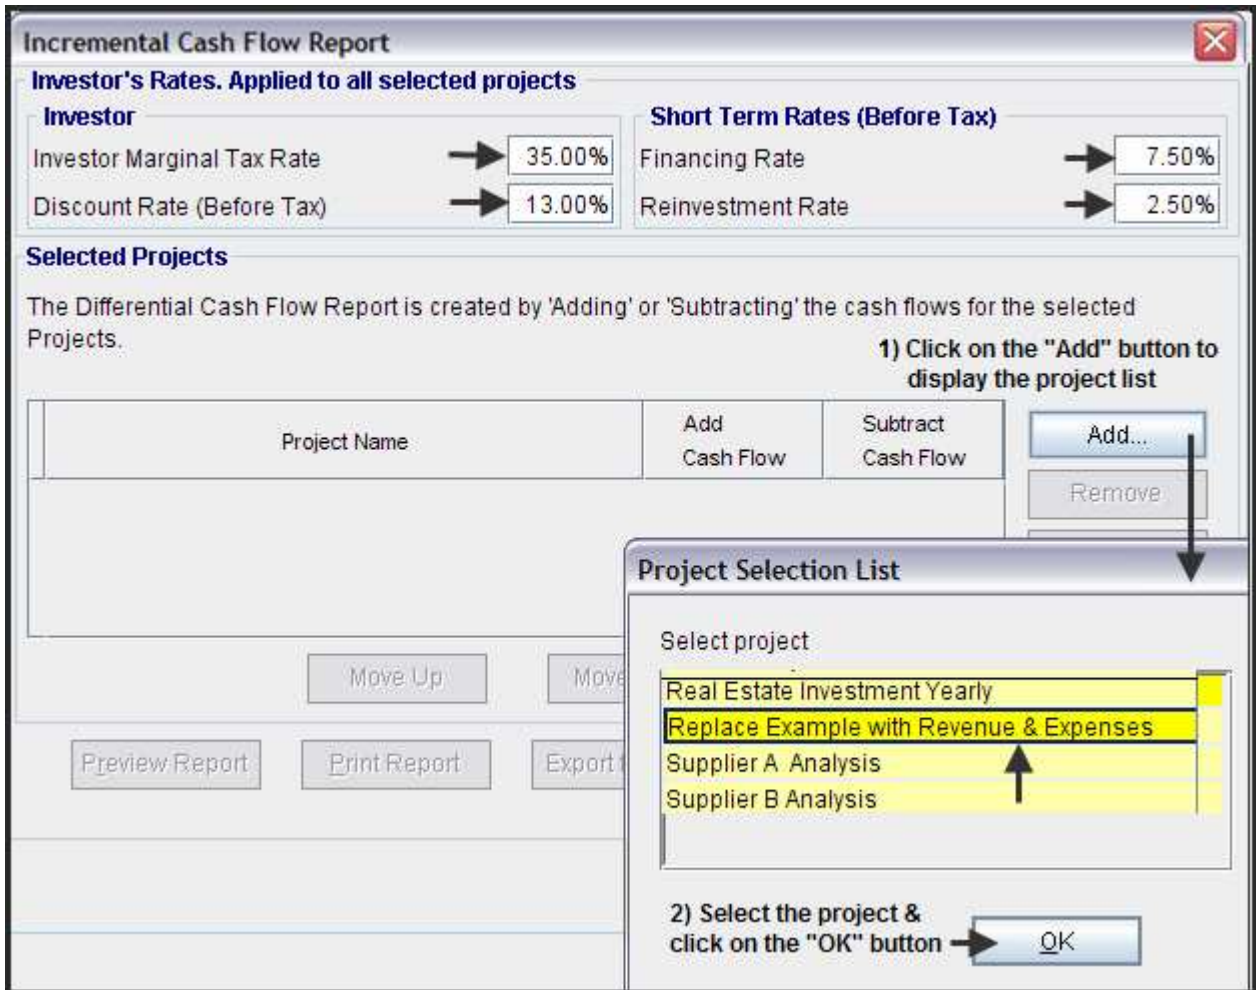 Incremental Cash Flow Report
Investor's Rates. Applied to all selected projects
Investor
Short Term Rates (Before Tax)
Investor Marginal Tax Rate 35.00%
Financing Rate 7.50%
Discount Rate (Before Tax) 13.00%
Reinvestment Rate 2.50%
Selected Projects
The Differential Cash Flow Report is created by 'Adding' or 'Subtracting' the cash flows for the selected
Projects.
1) Click on the "Add" button to
display the project list
Project Name
Add
Cash Flow
Subtract
Cash Flow
Add...
Remove
Move Up
Move
Preview Report
Print Report
Export
Project Selection List
Select project
Real Estate Investment Yearly
Replace Example with Revenue & Expenses
Supplier A Analysis
Supplier B Analysis
2) Select the project &
click on the "OK" button
OK